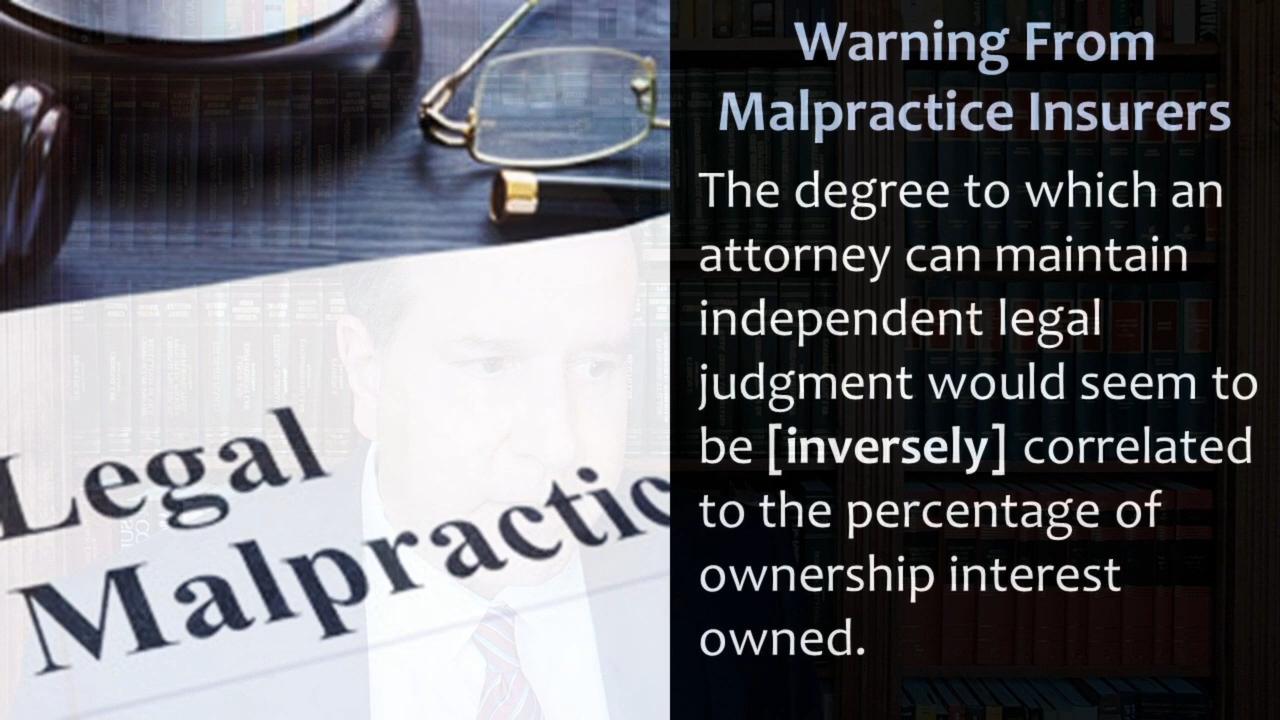 Warning From
Malpractice Insurers
The degree to which an
attorney can maintain
independent legal
judgment would seem to
be [inversely] correlated
to the percentage of
ownership interest
owned.
Legal